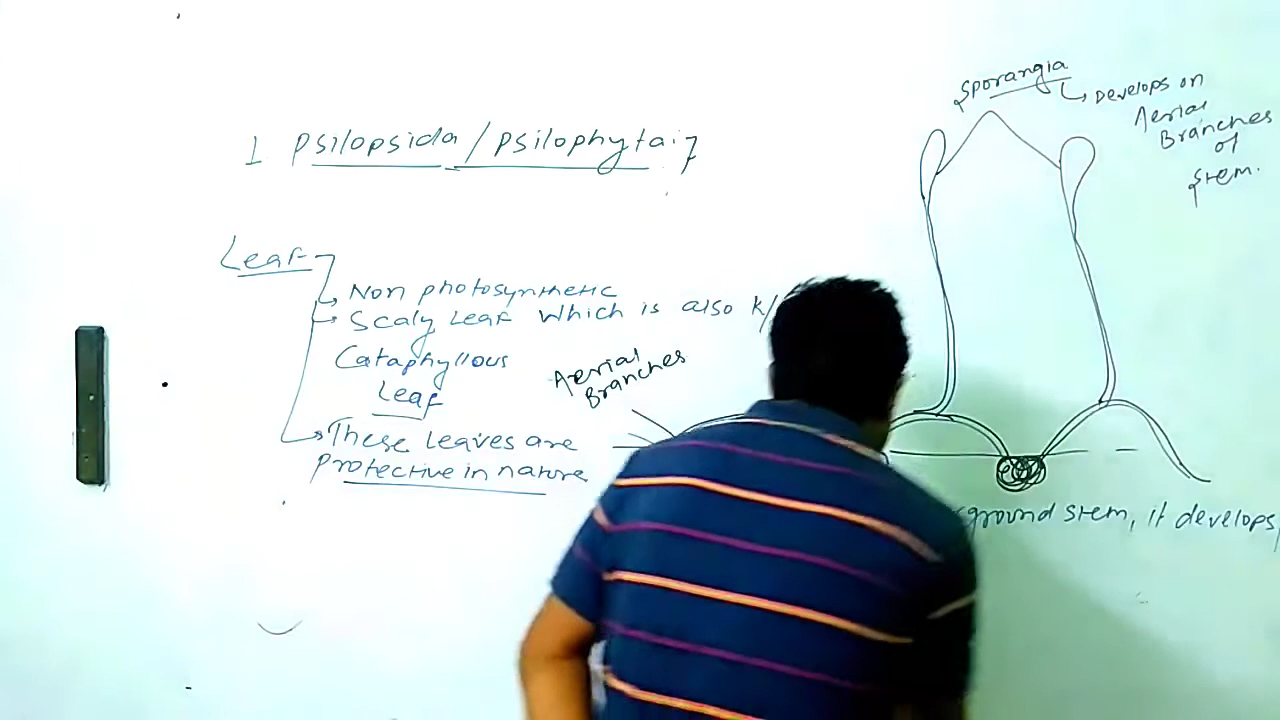 1 Psilopsida / Psilophyta:-
Leaf
Non photosynthetic
Scaly Leaf which is also K/
Cataphyllous
Leaf
These leaves are
protective in nature
Aerial
Branches
Sporangia
Develops on
Aerial
Branches
of
Stem.
ground stem, it develops